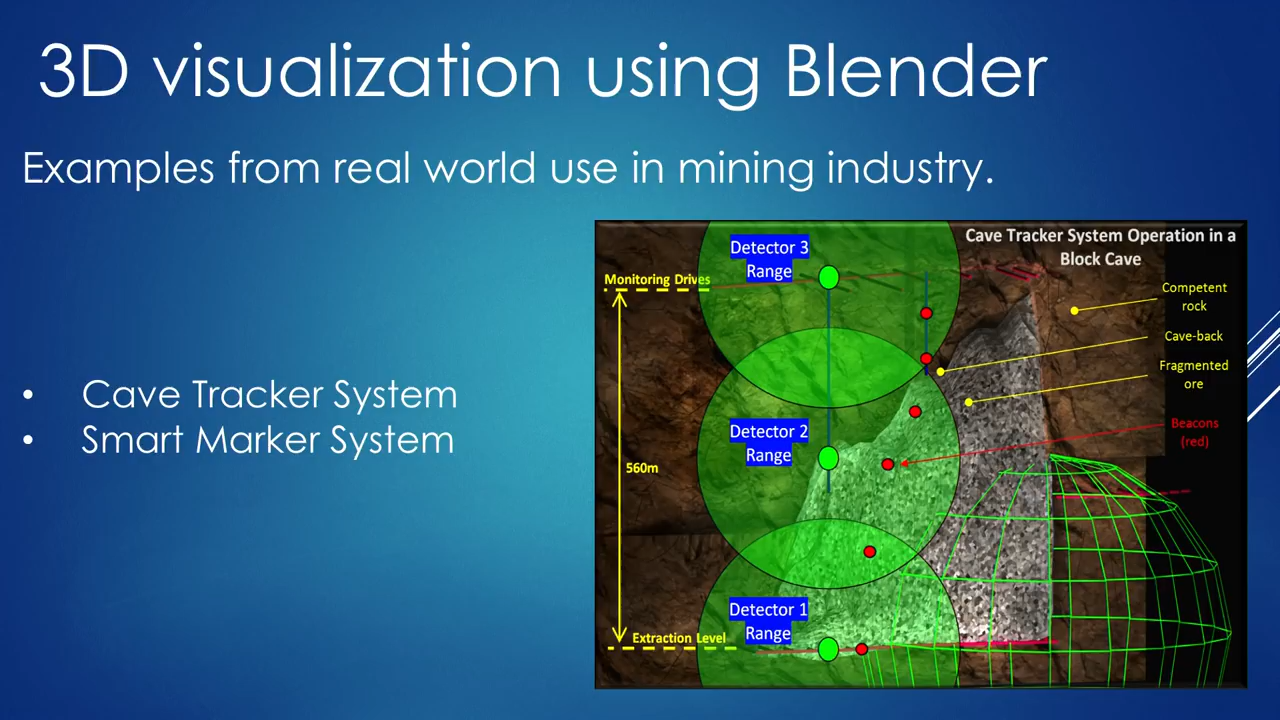 3D visualization using Blender
Examples from real world use in mining industry.
• Cave Tracker System
• Smart Marker System
Cave Tracker System Operation in a
Block Cave
Detector 3
Range
Monitoring Drives
Competent
rock
Cave-back
Fragmented
ore
Beacons
(red)
Detector 2
Range
560m
Detector 1
Range
Extraction Level